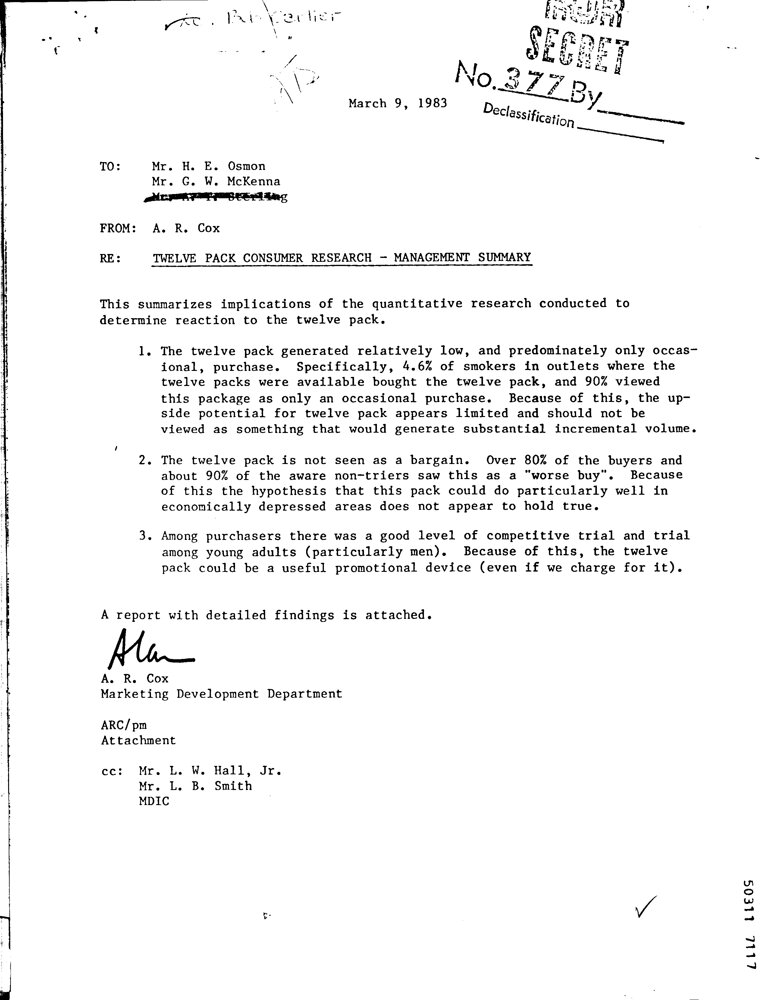 RJR
SECRET
No. 377 By
Declassification
March 9, 1983
TO: Mr. H. E. Osmon
Mr. G. W. McKenna
FROM: A. R. Cox
RE: TWELVE PACK CONSUMER RESEARCH - MANAGEMENT SUMMARY
This summarizes implications of the quantitative research conducted to
determine reaction to the twelve pack.
1. The twelve pack generated relatively low, and predominately only occas-
ional, purchase. Specifically, 4.6% of smokers in outlets where the
twelve packs were available bought the twelve pack, and 90% viewed
this package as only an occasional purchase. Because of this, the up-
side potential for twelve pack appears limited and should not be
viewed as something that would generate substantial incremental volume.
2. The twelve pack is not seen as a bargain. Over 80% of the buyers and
about 90% of the aware non-triers saw this as a "worse buy". Because
of this the hypothesis that this pack could do particularly well in
economically depressed areas does not appear to hold true.
3. Among purchasers there was a good level of competitive trial and trial
among young adults (particularly men). Because of this, the twelve
pack could be a useful promotional device (even if we charge for it).
A report with detailed findings is attached.
Alan
A. R. Cox
Marketing Development Department
ARC/pm
Attachment
cc: Mr. L. W. Hall, Jr.
Mr. L. B. Smith
MDIC
50311 7117